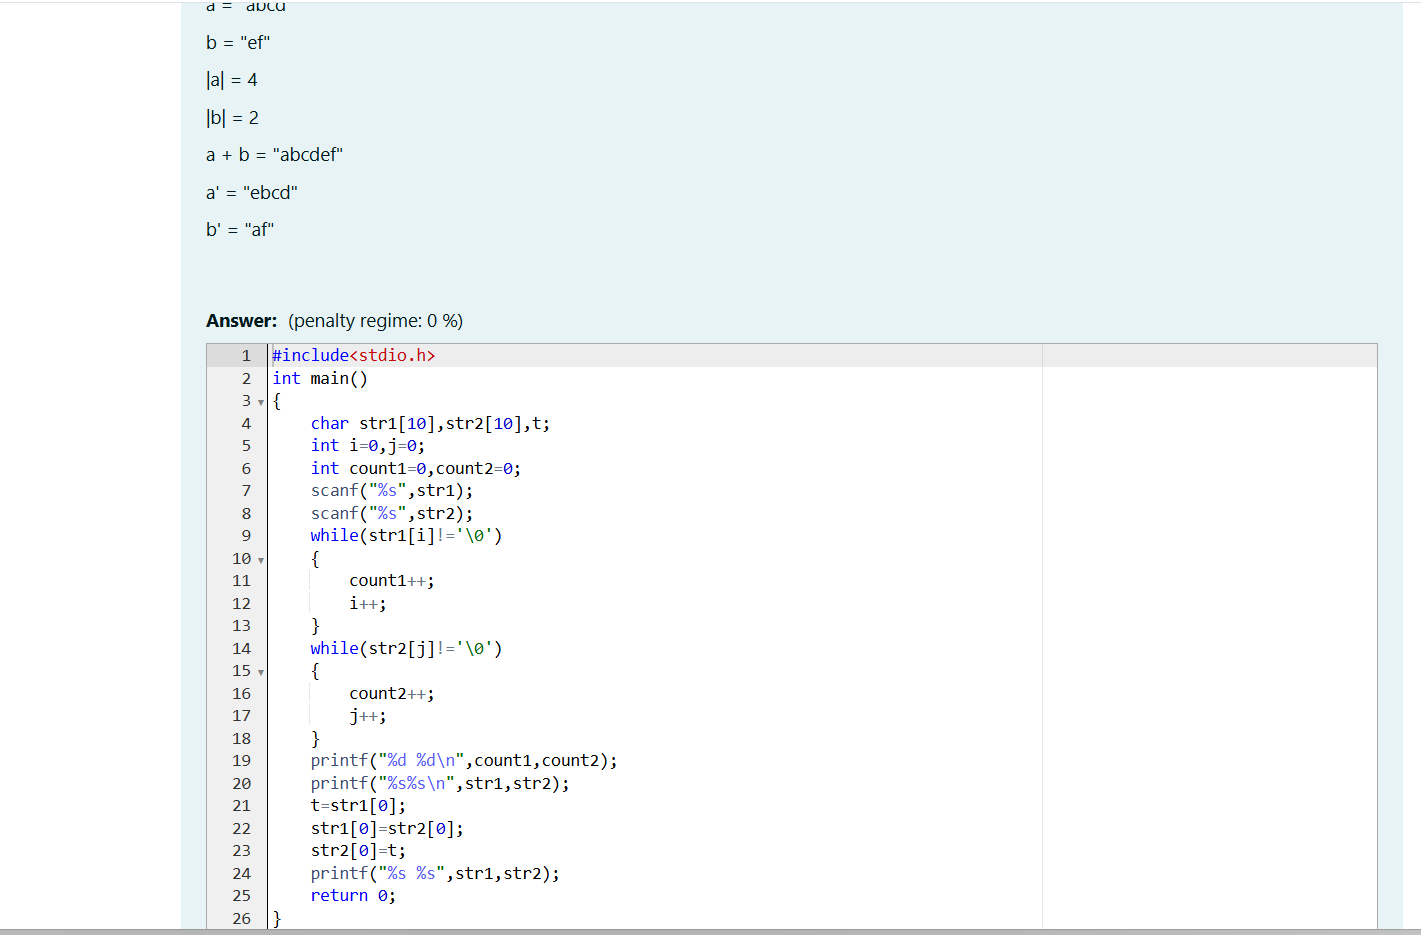 a = "abcd
b = "ef"
|a| = 4
|b| = 2
a + b = "abcdef"
a' = "ebcd"
b' = "af"
Answer: (penalty regime: 0 %)
1 #include<stdio.h>
2 int main()
3 {
4     char str1[10],str2[10],t;
5     int i=0,j=0;
6     int count1=0,count2=0;
7     scanf("%s",str1);
8     scanf("%s",str2);
9     while(str1[i]!='\0')
10     {
11         count1++;
12         i++;
13     }
14     while(str2[j]!='\0')
15     {
16         count2++;
17         j++;
18     }
19     printf("%d %d\n",count1,count2);
20     printf("%s%s\n",str1,str2);
21     t=str1[0];
22     str1[0]=str2[0];
23     str2[0]=t;
24     printf("%s %s",str1,str2);
25     return 0;
26 }